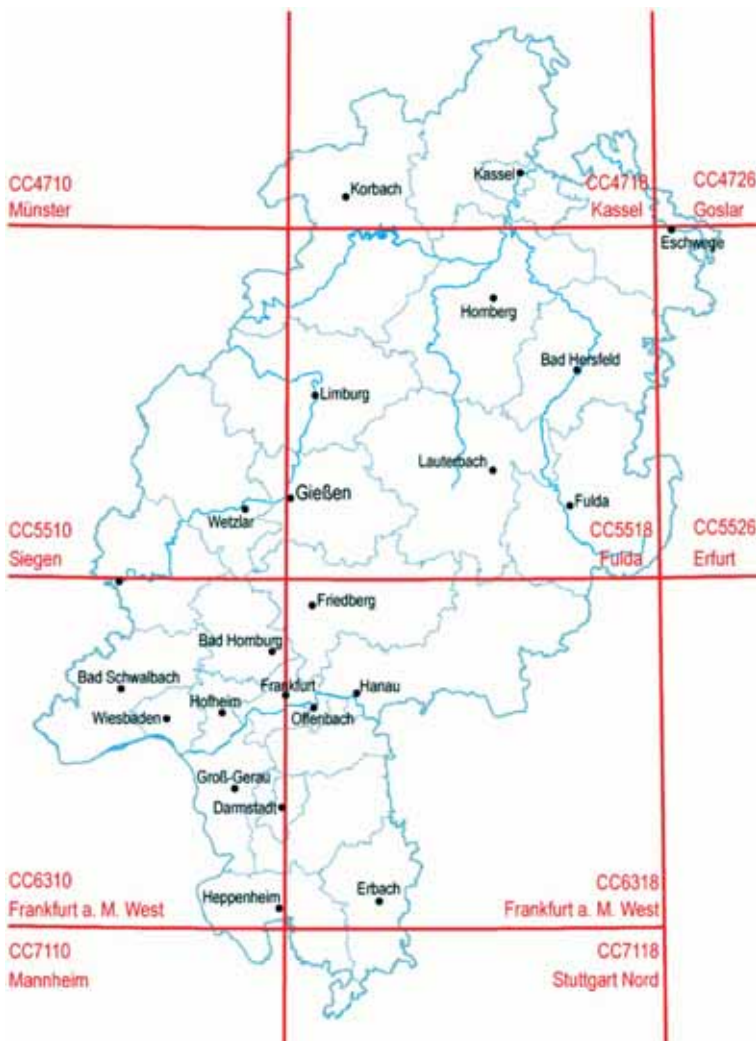 Kassel
Korbach
CC4710
Münster
CC4718
Kassel
CC4726
Goslar
Eschwege
Homberg
Bad Hersfeld
Limburg
Lauterbach
Gießen
Wetzlar
Fulda
CC5510
Siegen
CC5518
Fulda
CC5526
Erfurt
Friedberg
Bad Homburg
Bad Schwalbach
Frankfurt
Hanau
Hofheim
Wiesbaden
Offenbach
Groß-Gerau
Darmstadt
CC6310
Frankfurt a. M. West
Heppenheim
Erbach
CC6318
Frankfurt a. M. West
CC7110
Mannheim
CC7118
Stuttgart Nord